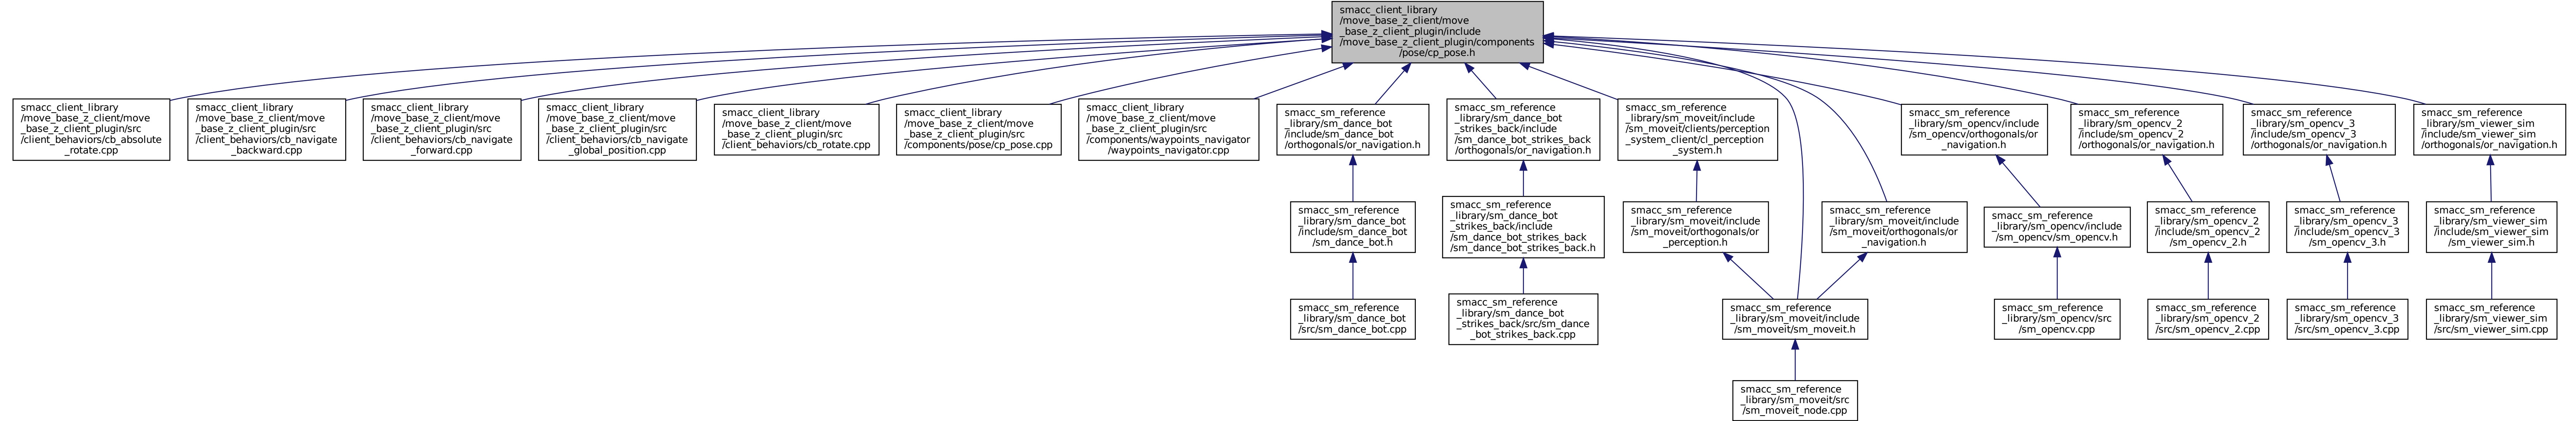 smacc_client_library
/move_base_z_client/move
_base_z_client_plugin/include
/move_base_z_client_plugin/components
/pose/cp_pose.h
smacc_client_library
/move_base_z_client/move
_base_z_client_plugin/src
/client_behaviors/cb_absolute
_rotate.cpp
smacc_client_library
/move_base_z_client/move
_base_z_client_plugin/src
/client_behaviors/cb_navigate
_backward.cpp
smacc_client_library
/move_base_z_client/move
_base_z_client_plugin/src
/client_behaviors/cb_navigate
_forward.cpp
smacc_client_library
/move_base_z_client/move
_base_z_client_plugin/src
/client_behaviors/cb_navigate
_global_position.cpp
smacc_client_library
/move_base_z_client/move
_base_z_client_plugin/src
/client_behaviors/cb_rotate.cpp
smacc_client_library
/move_base_z_client/move
_base_z_client_plugin/src
/components/pose/cp_pose.cpp
smacc_client_library
/move_base_z_client/move
_base_z_client_plugin/src
/components/waypoints_navigator
/waypoints_navigator.cpp
smacc_sm_reference
_library/sm_dance_bot
/include/sm_dance_bot
/orthogonals/or_navigation.h
smacc_sm_reference
_library/sm_dance_bot
_strikes_back/include
/sm_dance_bot_strikes_back
/orthogonals/or_navigation.h
smacc_sm_reference
_library/sm_moveit/include
/sm_moveit/clients/perception
_system_client/cl_perception
_system.h
smacc_sm_reference
_library/sm_opencv/include
/sm_opencv/orthogonals/or
_navigation.h
smacc_sm_reference
_library/sm_opencv_2
/include/sm_opencv_2
/orthogonals/or_navigation.h
smacc_sm_reference
_library/sm_opencv_3
/include/sm_opencv_3
/orthogonals/or_navigation.h
smacc_sm_reference
_library/sm_viewer_sim
/include/sm_viewer_sim
/orthogonals/or_navigation.h
smacc_sm_reference
_library/sm_dance_bot
/include/sm_dance_bot
/sm_dance_bot.h
smacc_sm_reference
_library/sm_dance_bot
_strikes_back/include
/sm_dance_bot_strikes_back
/sm_dance_bot_strikes_back.h
smacc_sm_reference
_library/sm_moveit/include
/sm_moveit/orthogonals/or
_perception.h
smacc_sm_reference
_library/sm_moveit/include
/sm_moveit/orthogonals/or
_navigation.h
smacc_sm_reference
_library/sm_opencv/include
/sm_opencv/sm_opencv.h
smacc_sm_reference
_library/sm_opencv_2
/include/sm_opencv_2
/sm_opencv_2.h
smacc_sm_reference
_library/sm_opencv_3
/include/sm_opencv_3
/sm_opencv_3.h
smacc_sm_reference
_library/sm_viewer_sim
/include/sm_viewer_sim
/sm_viewer_sim.h
smacc_sm_reference
_library/sm_dance_bot
/src/sm_dance_bot.cpp
smacc_sm_reference
_library/sm_dance_bot
_strikes_back/src/sm_dance
_bot_strikes_back.cpp
smacc_sm_reference
_library/sm_moveit/include
/sm_moveit/sm_moveit.h
smacc_sm_reference
_library/sm_opencv/src
/sm_opencv.cpp
smacc_sm_reference
_library/sm_opencv_2
/src/sm_opencv_2.cpp
smacc_sm_reference
_library/sm_opencv_3
/src/sm_opencv_3.cpp
smacc_sm_reference
_library/sm_viewer_sim
/src/sm_viewer_sim.cpp
smacc_sm_reference
_library/sm_moveit/src
/sm_moveit_node.cpp